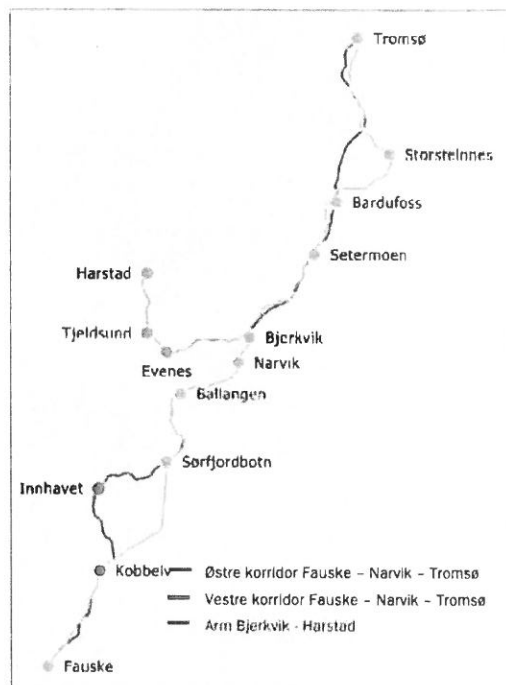 Tromsø
Storsteinnes
Bardufoss
Setermoen
Harstad
Tjeldsund
Bjerkvik
Evenes
Narvik
Ballangen
Sørfjordbotn
Innhavet
Kobbelv
Østre korridor Fauske – Narvik – Tromsø
Vestre korridor Fauske – Narvik – Tromsø
Arm Bjerkvik - Harstad
Fauske